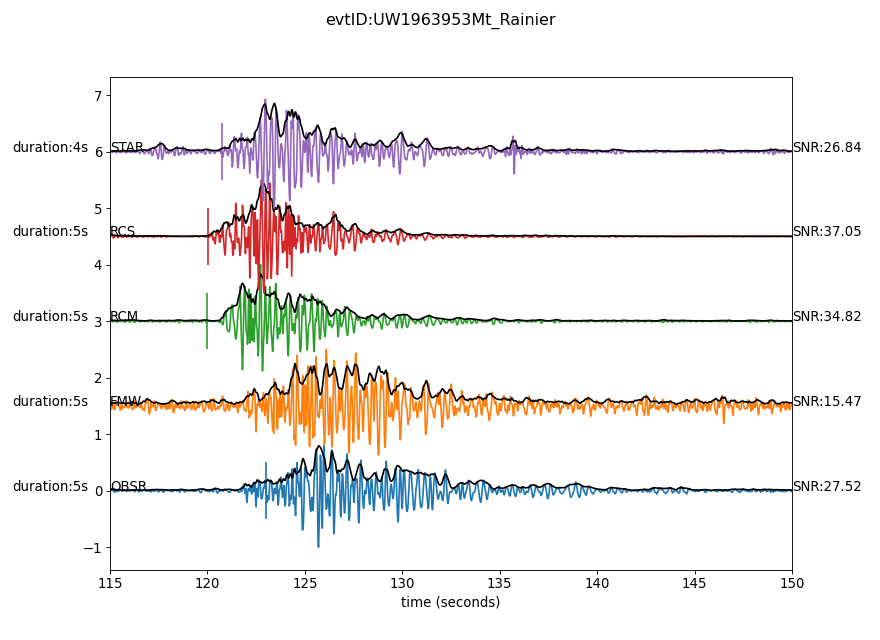 evtID:UW1963953Mt_Rainier
7
duration:4s 6 STAR SNR:26.84
5
duration:5s RCS SNR:37.05
4
duration:5s 3 RCM SNR:34.82
2
duration:5s FMW SNR:15.47
1
duration:5s 0 OBSR SNR:27.52
−1
115 120 125 130 135 140 145 150
time (seconds)